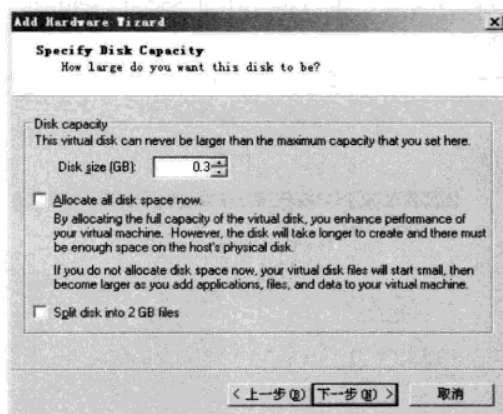 Add Hardware Wizard
Specify Disk Capacity
How large do you want this disk to be?
Disk capacity
This virtual disk can never be larger than the maximum capacity that you set here.
Disk size (GB): 0.3
Allocate all disk space now.
By allocating the full capacity of the virtual disk, you enhance performance of
your virtual machine. However, the disk will take longer to create and there must
be enough space on the host's physical disk.
If you do not allocate disk space now, your virtual disk files will start small, then
become larger as you add applications, files, and data to your virtual machine.
Split disk into 2 GB files
< 上一步(B) 下一步(N) > 取消